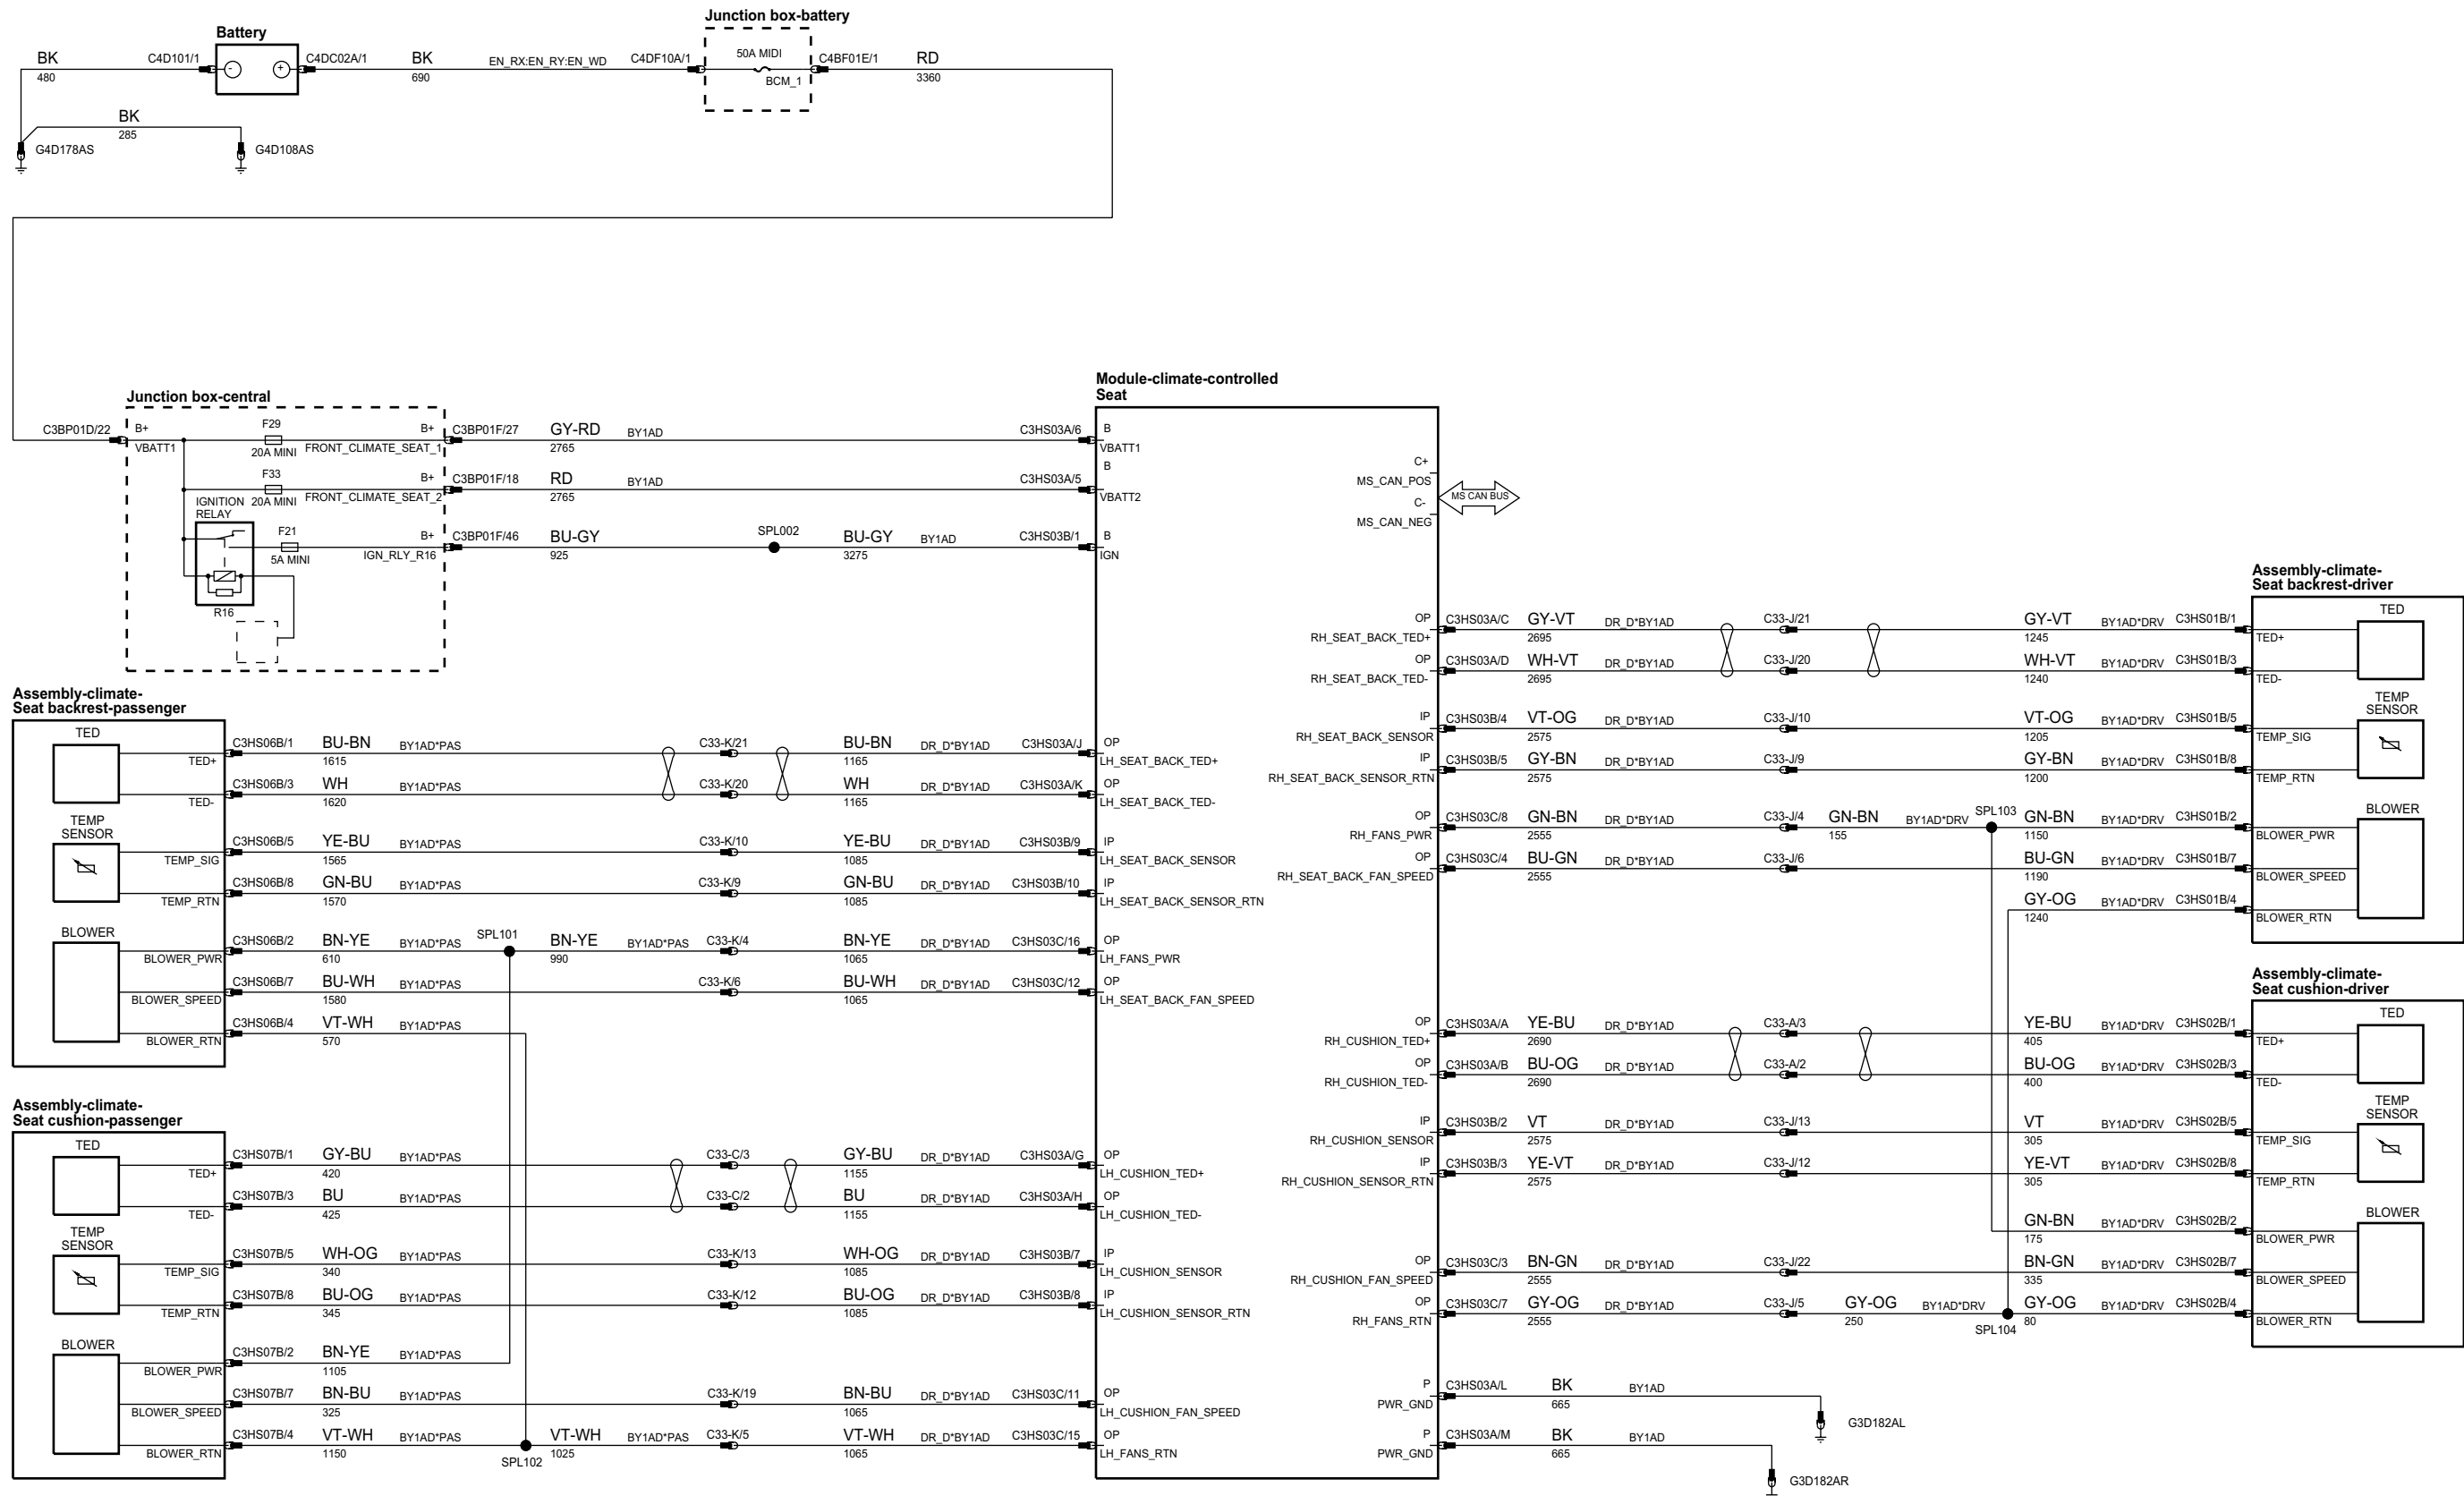 Junction box-battery
Battery
BK
480
C4D101/1
-
+
C4DC02A/1
BK
690
EN_RX:EN_RY:EN_WD
C4DF10A/1
50A MIDI
BCM_1
C4BF01E/1
RD
3360
BK
285
G4D178AS
G4D108AS
Junction box-central
C3BP01D/22
B+
VBATT1
F29
20A MINI
B+
FRONT_CLIMATE_SEAT_1
C3BP01F/27
GY-RD
2765
BY1AD
C3HS03A/6
F33
20A MINI
B+
FRONT_CLIMATE_SEAT_2
C3BP01F/18
RD
2765
BY1AD
C3HS03A/5
IGNITION
RELAY
F21
5A MINI
B+
IGN_RLY_R16
C3BP01F/46
BU-GY
925
SPL002
BU-GY
3275
BY1AD
C3HS03B/1
R16
Module-climate-controlled
Seat
B
VBATT1
B
VBATT2
B
IGN
C+
MS_CAN_POS
C-
MS_CAN_NEG
MS CAN BUS
Assembly-climate-
Seat backrest-passenger
TED
TED+
C3HS06B/1
BU-BN
1615
BY1AD*PAS
C33-K/21
BU-BN
1165
DR_D*BY1AD
C3HS03A/J
OP
LH_SEAT_BACK_TED+
TED-
C3HS06B/3
WH
1620
BY1AD*PAS
C33-K/20
WH
1165
DR_D*BY1AD
C3HS03A/K
OP
LH_SEAT_BACK_TED-
TEMP
SENSOR
TEMP_SIG
C3HS06B/5
YE-BU
1565
BY1AD*PAS
C33-K/10
YE-BU
1085
DR_D*BY1AD
C3HS03B/9
IP
LH_SEAT_BACK_SENSOR
TEMP_RTN
C3HS06B/8
GN-BU
1570
BY1AD*PAS
C33-K/9
GN-BU
1085
DR_D*BY1AD
C3HS03B/10
IP
LH_SEAT_BACK_SENSOR_RTN
BLOWER
BLOWER_PWR
C3HS06B/2
BN-YE
610
BY1AD*PAS
SPL101
BN-YE
990
BY1AD*PAS
C33-K/4
BN-YE
1065
DR_D*BY1AD
C3HS03C/16
OP
LH_FANS_PWR
BLOWER_SPEED
C3HS06B/7
BU-WH
1580
BY1AD*PAS
C33-K/6
BU-WH
1065
DR_D*BY1AD
C3HS03C/12
OP
LH_SEAT_BACK_FAN_SPEED
BLOWER_RTN
C3HS06B/4
VT-WH
570
BY1AD*PAS
Assembly-climate-
Seat cushion-passenger
TED
TED+
C3HS07B/1
GY-BU
420
BY1AD*PAS
C33-C/3
GY-BU
1155
DR_D*BY1AD
C3HS03A/G
OP
LH_CUSHION_TED+
TED-
C3HS07B/3
BU
425
BY1AD*PAS
C33-C/2
BU
1155
DR_D*BY1AD
C3HS03A/H
OP
LH_CUSHION_TED-
TEMP
SENSOR
TEMP_SIG
C3HS07B/5
WH-OG
340
BY1AD*PAS
C33-K/13
WH-OG
1085
DR_D*BY1AD
C3HS03B/7
IP
LH_CUSHION_SENSOR
TEMP_RTN
C3HS07B/8
BU-OG
345
BY1AD*PAS
C33-K/12
BU-OG
1085
DR_D*BY1AD
C3HS03B/8
IP
LH_CUSHION_SENSOR_RTN
BLOWER
BLOWER_PWR
C3HS07B/2
BN-YE
1105
BY1AD*PAS
BLOWER_SPEED
C3HS07B/7
BN-BU
325
BY1AD*PAS
C33-K/19
BN-BU
1065
DR_D*BY1AD
C3HS03C/11
OP
LH_CUSHION_FAN_SPEED
BLOWER_RTN
C3HS07B/4
VT-WH
1150
BY1AD*PAS
SPL102
VT-WH
1025
BY1AD*PAS
C33-K/5
VT-WH
1065
DR_D*BY1AD
C3HS03C/15
OP
LH_FANS_RTN
Assembly-climate-
Seat backrest-driver
OP
RH_SEAT_BACK_TED+
C3HS03A/C
GY-VT
2695
DR_D*BY1AD
C33-J/21
GY-VT
1245
BY1AD*DRV
C3HS01B/1
TED+
TED
OP
RH_SEAT_BACK_TED-
C3HS03A/D
WH-VT
2695
DR_D*BY1AD
C33-J/20
WH-VT
1240
BY1AD*DRV
C3HS01B/3
TED-
IP
RH_SEAT_BACK_SENSOR
C3HS03B/4
VT-OG
2575
DR_D*BY1AD
C33-J/10
VT-OG
1205
BY1AD*DRV
C3HS01B/5
TEMP_SIG
TEMP
SENSOR
IP
RH_SEAT_BACK_SENSOR_RTN
C3HS03B/5
GY-BN
2575
DR_D*BY1AD
C33-J/9
GY-BN
1200
BY1AD*DRV
C3HS01B/8
TEMP_RTN
OP
RH_FANS_PWR
C3HS03C/8
GN-BN
2555
DR_D*BY1AD
C33-J/4
GN-BN
155
BY1AD*DRV
SPL103
GN-BN
1150
BY1AD*DRV
C3HS01B/2
BLOWER_PWR
BLOWER
OP
RH_SEAT_BACK_FAN_SPEED
C3HS03C/4
BU-GN
2555
DR_D*BY1AD
C33-J/6
BU-GN
1190
BY1AD*DRV
C3HS01B/7
BLOWER_SPEED
GY-OG
1240
BY1AD*DRV
C3HS01B/4
BLOWER_RTN
Assembly-climate-
Seat cushion-driver
OP
RH_CUSHION_TED+
C3HS03A/A
YE-BU
2690
DR_D*BY1AD
C33-A/3
YE-BU
405
BY1AD*DRV
C3HS02B/1
TED+
TED
OP
RH_CUSHION_TED-
C3HS03A/B
BU-OG
2690
DR_D*BY1AD
C33-A/2
BU-OG
400
BY1AD*DRV
C3HS02B/3
TED-
IP
RH_CUSHION_SENSOR
C3HS03B/2
VT
2575
DR_D*BY1AD
C33-J/13
VT
305
BY1AD*DRV
C3HS02B/5
TEMP_SIG
TEMP
SENSOR
IP
RH_CUSHION_SENSOR_RTN
C3HS03B/3
YE-VT
2575
DR_D*BY1AD
C33-J/12
YE-VT
305
BY1AD*DRV
C3HS02B/8
TEMP_RTN
GN-BN
175
BY1AD*DRV
C3HS02B/2
BLOWER_PWR
BLOWER
OP
RH_CUSHION_FAN_SPEED
C3HS03C/3
BN-GN
2555
DR_D*BY1AD
C33-J/22
BN-GN
335
BY1AD*DRV
C3HS02B/7
BLOWER_SPEED
OP
RH_FANS_RTN
C3HS03C/7
GY-OG
2555
DR_D*BY1AD
C33-J/5
GY-OG
250
BY1AD*DRV
SPL104
GY-OG
80
BY1AD*DRV
C3HS02B/4
BLOWER_RTN
P
PWR_GND
C3HS03A/L
BK
665
BY1AD
G3D182AL
P
PWR_GND
C3HS03A/M
BK
665
BY1AD
G3D182AR